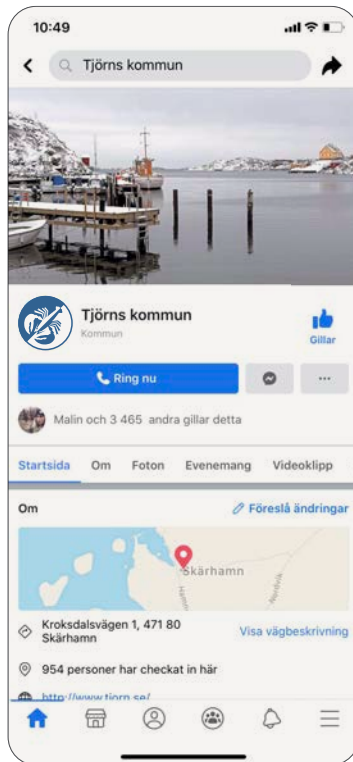 10:49
Tjörns kommun
Tjörns kommun
Kommun
Gillar
Ring nu
Malin och 3 465 andra gillar detta
Startsida Om Foton Evenemang Videoklipp
Om
Föreslå ändringar
Skärhamn
Nordvik
Kroksdalsvägen 1, 471 80
Skärhamn
Visa vägbeskrivning
954 personer har checkat in här
http://www.tjorn.se/